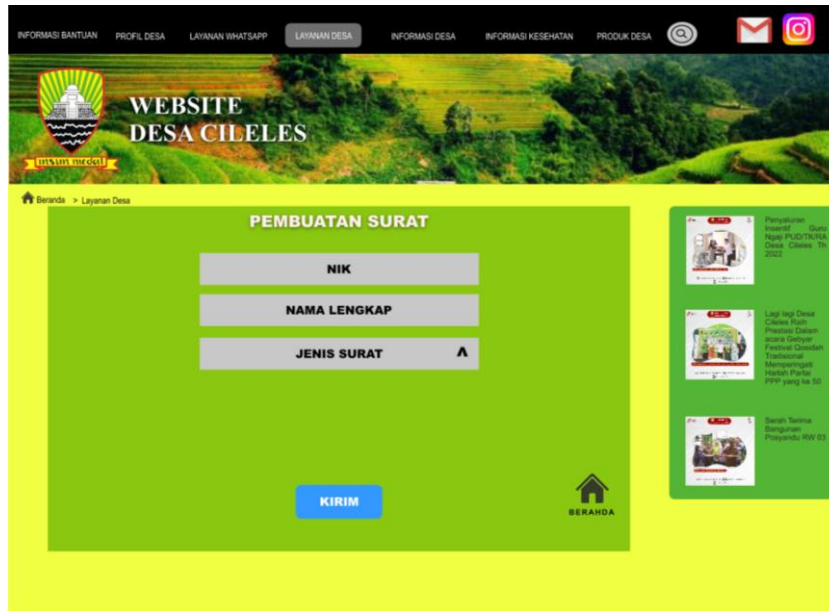 INFORMASI BANTUAN
PROFIL DESA
LAYANAN WHATSAPP
LAYANAN DESA
INFORMASI DESA
INFORMASI KESEHATAN
PRODUK DESA
WEBSITE
DESA CILELES
insun medal
Beranda > Layanan Desa
PEMBUATAN SURAT
NIK
NAMA LENGKAP
JENIS SURAT
KIRIM
BERAHDA
Penyaluran
Insentif Guru
Ngaji PUD/TK/RA
Desa Cileles Th
2022
Lagi lagi Desa
Cileles Raih
Prestasi Dalam
acara Gebyar
Festival Qosidah
Tradisional
Memperingati
Harlah Partai
PPP yang ke 50
Serah Terima
Bangunan
Posyandu RW 03